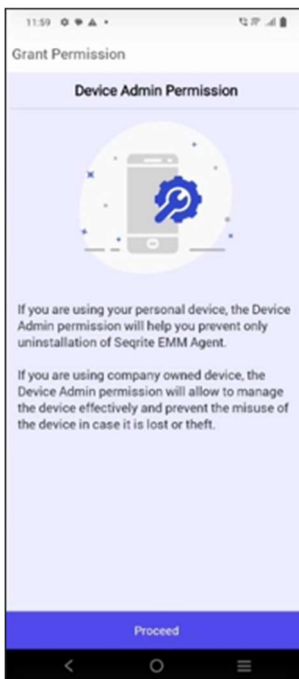 11:59
Grant Permission
Device Admin Permission
If you are using your personal device, the Device
Admin permission will help you prevent only
uninstallation of Seqrite EMM Agent.
If you are using company owned device, the
Device Admin permission will allow to manage
the device effectively and prevent the misuse of
the device in case it is lost or theft.
Proceed